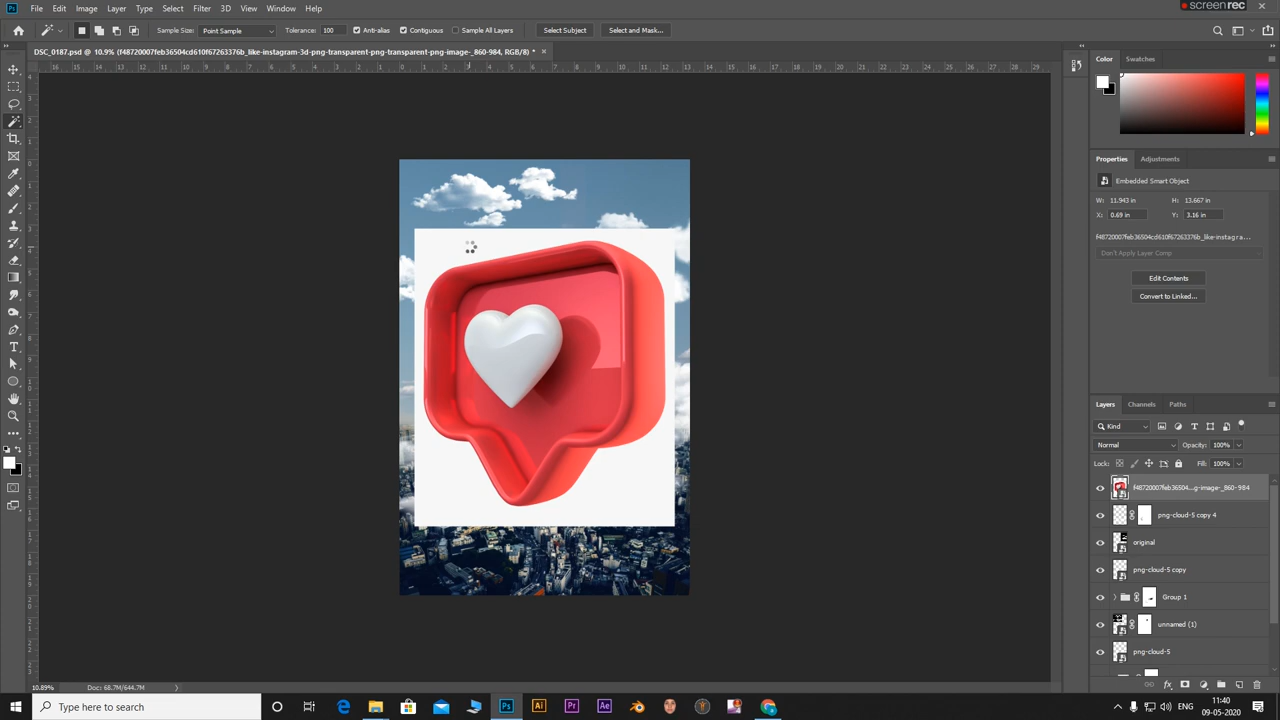 screenrec
File Edit Image Layer Type Select Filter 3D View Window Help
Sample Size: Point Sample Tolerance: 100 Anti-alias Contiguous Sample All Layers Select Subject Select and Mask...
DSC_0187.psd @ 10.9% (f48720007feb36504cd610f67263376b_like-instagram-3d-png-transparent-png-transparent-png-image-_860-984, RGB/8) *
Color Swatches
Properties Adjustments
Embedded Smart Object
W: 11.943 in H: 13.667 in
X: 0.69 in Y: 3.16 in
f48720007feb36504cd610f67263376b_like-instagra...
Don't Apply Layer Comp
Edit Contents
Convert to Linked...
Layers Channels Paths
Kind
Normal Opacity: 100%
Lock: Fill: 100%
f48720007feb36504...g-image-_860-984
png-cloud-5 copy 4
original
png-cloud-5 copy
Group 1
unnamed (1)
png-cloud-5
10.89% Doc: 68.7M/644.7M
Type here to search
11:40
09-05-2020